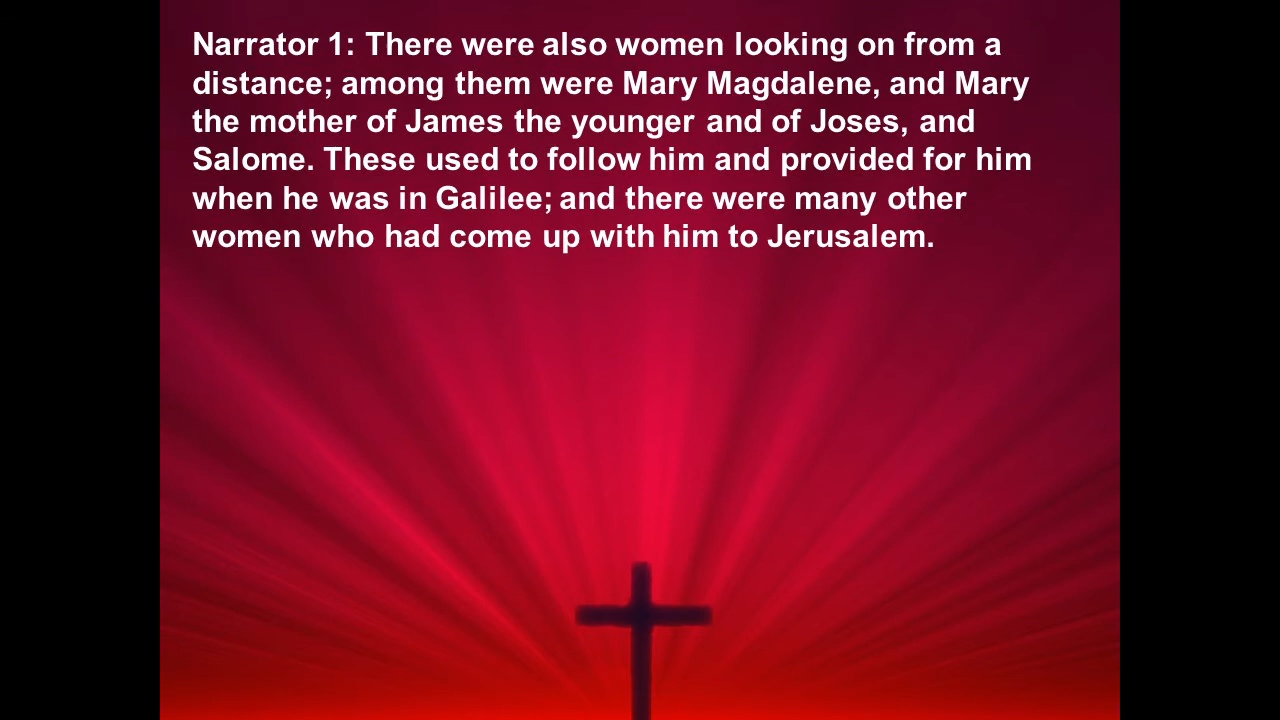 Narrator 1: There were also women looking on from a
distance; among them were Mary Magdalene, and Mary
the mother of James the younger and of Joses, and
Salome. These used to follow him and provided for him
when he was in Galilee; and there were many other
women who had come up with him to Jerusalem.